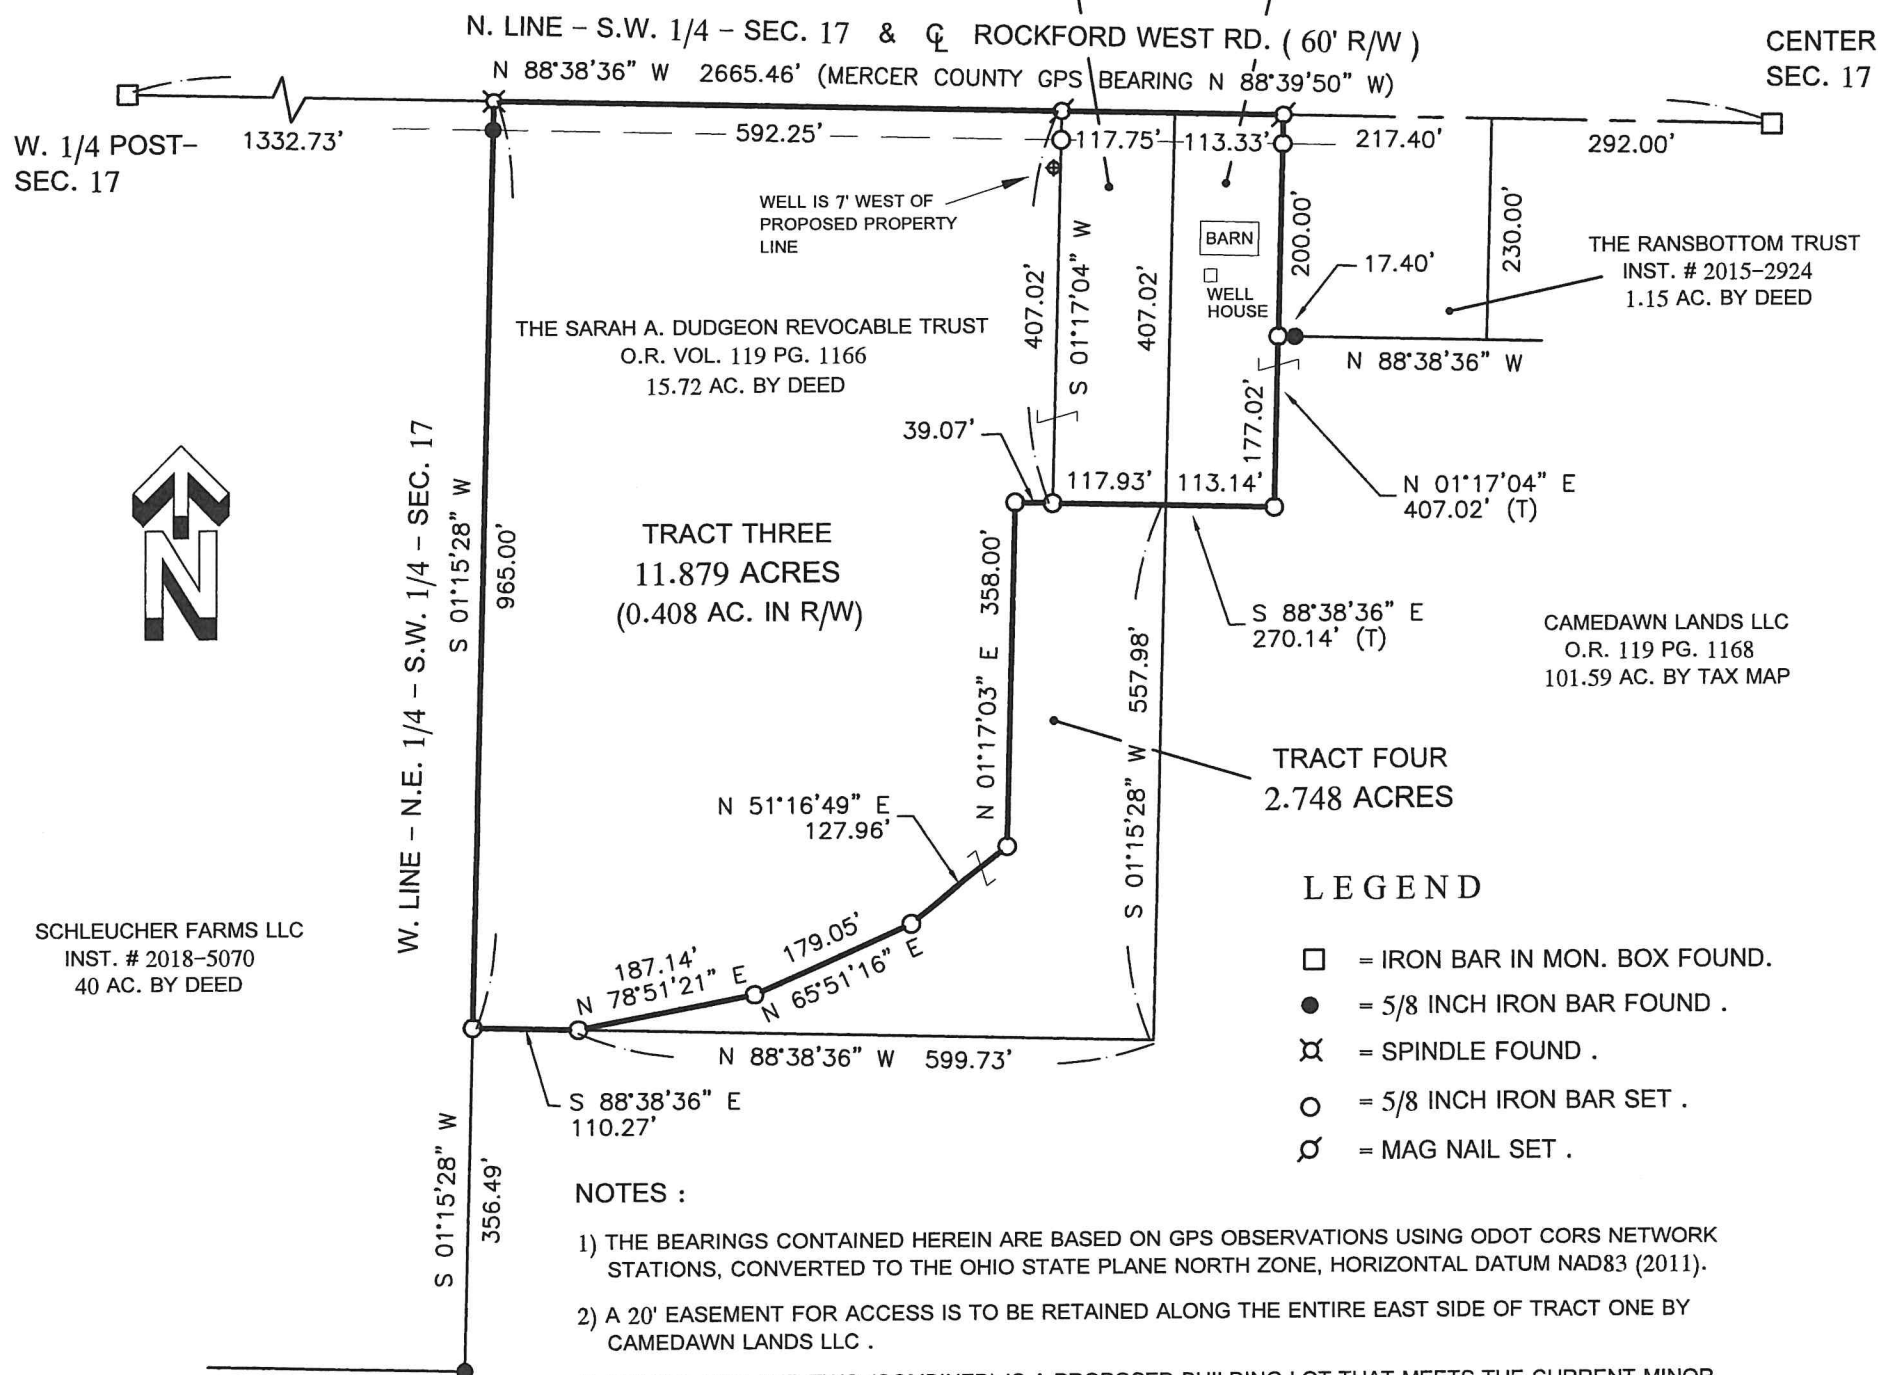 N. LINE – S.W. 1/4 – SEC. 17 & ℄ ROCKFORD WEST RD. ( 60' R/W )
N 88°38'36" W 2665.46' (MERCER COUNTY GPS BEARING N 88°39'50" W)
CENTER
SEC. 17
W. 1/4 POST–
SEC. 17
1332.73'
592.25'
117.75'
113.33'
217.40'
292.00'
WELL IS 7' WEST OF
PROPOSED PROPERTY
LINE
407.02'
S 01°17'04" W
407.02'
BARN
WELL
HOUSE
200.00'
17.40'
230.00'
THE RANSBOTTOM TRUST
INST. # 2015–2924
1.15 AC. BY DEED
N 88°38'36" W
THE SARAH A. DUDGEON REVOCABLE TRUST
O.R. VOL. 119 PG. 1166
15.72 AC. BY DEED
39.07'
117.93'
113.14'
177.02'
N 01°17'04" E
407.02' (T)
W. LINE – N.E. 1/4 – S.W. 1/4 – SEC. 17
S 01°15'28" W
965.00'
N
TRACT THREE
11.879 ACRES
(0.408 AC. IN R/W)
N 01°17'03" E 358.00'
S 88°38'36" E
270.14' (T)
S 01°15'28" W 557.98'
CAMEDAWN LANDS LLC
O.R. 119 PG. 1168
101.59 AC. BY TAX MAP
TRACT FOUR
2.748 ACRES
N 51°16'49" E
127.96'
179.05'
N 65°51'16" E
187.14'
N 78°51'21" E
N 88°38'36" W 599.73'
S 88°38'36" E
110.27'
SCHLEUCHER FARMS LLC
INST. # 2018–5070
40 AC. BY DEED
S 01°15'28" W
356.49'
LEGEND
= IRON BAR IN MON. BOX FOUND.
= 5/8 INCH IRON BAR FOUND .
= SPINDLE FOUND .
= 5/8 INCH IRON BAR SET .
= MAG NAIL SET .
NOTES :
1) THE BEARINGS CONTAINED HEREIN ARE BASED ON GPS OBSERVATIONS USING ODOT CORS NETWORK
STATIONS, CONVERTED TO THE OHIO STATE PLANE NORTH ZONE, HORIZONTAL DATUM NAD83 (2011).
2) A 20' EASEMENT FOR ACCESS IS TO BE RETAINED ALONG THE ENTIRE EAST SIDE OF TRACT ONE BY
CAMEDAWN LANDS LLC .
IS A PROPOSED BUILDING LOT THAT MEETS THE CURRENT MINOR